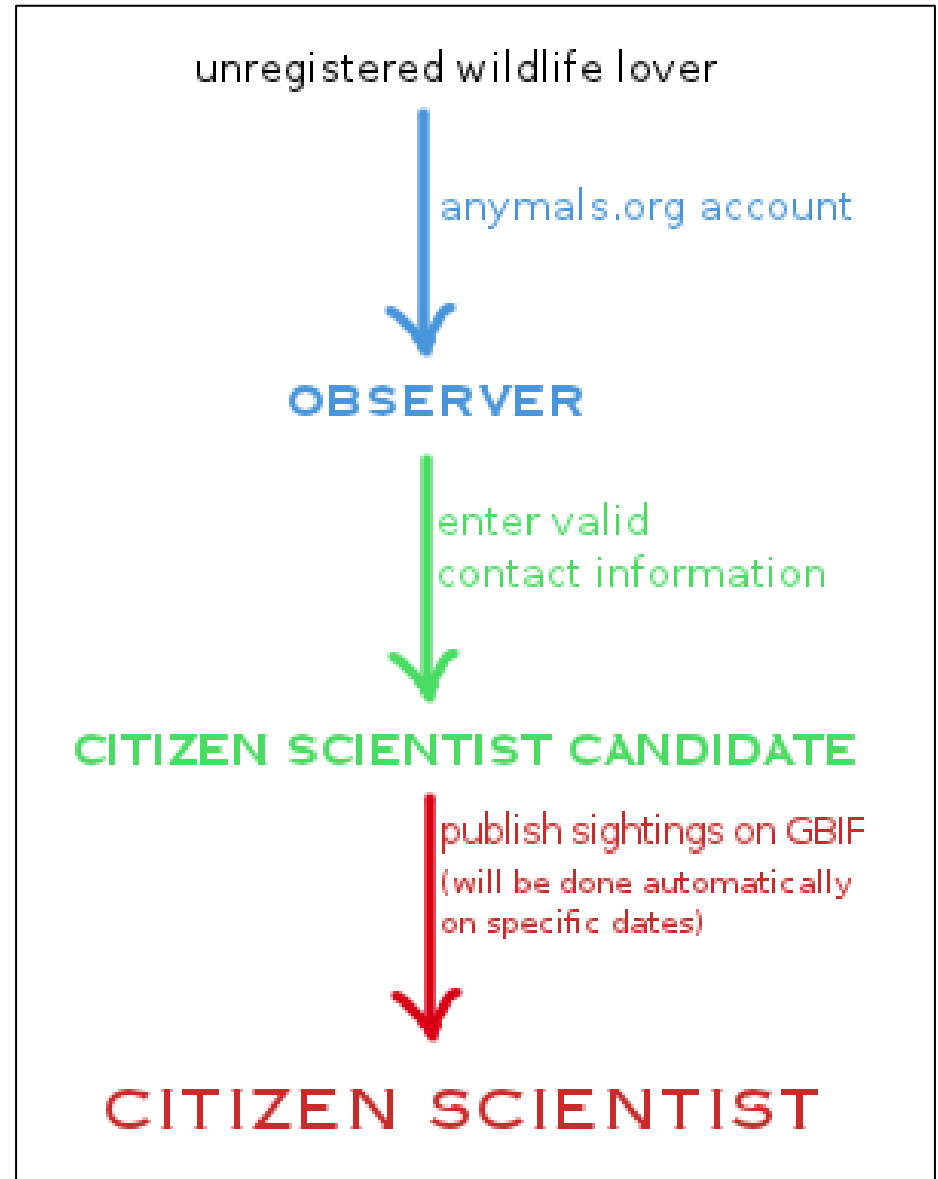 unregistered wildlife lover
anymals.org account
OBSERVER
enter valid
contact information
CITIZEN SCIENTIST CANDIDATE
publish sightings on GBIF
(will be done automatically
on specific dates)
CITIZEN SCIENTIST